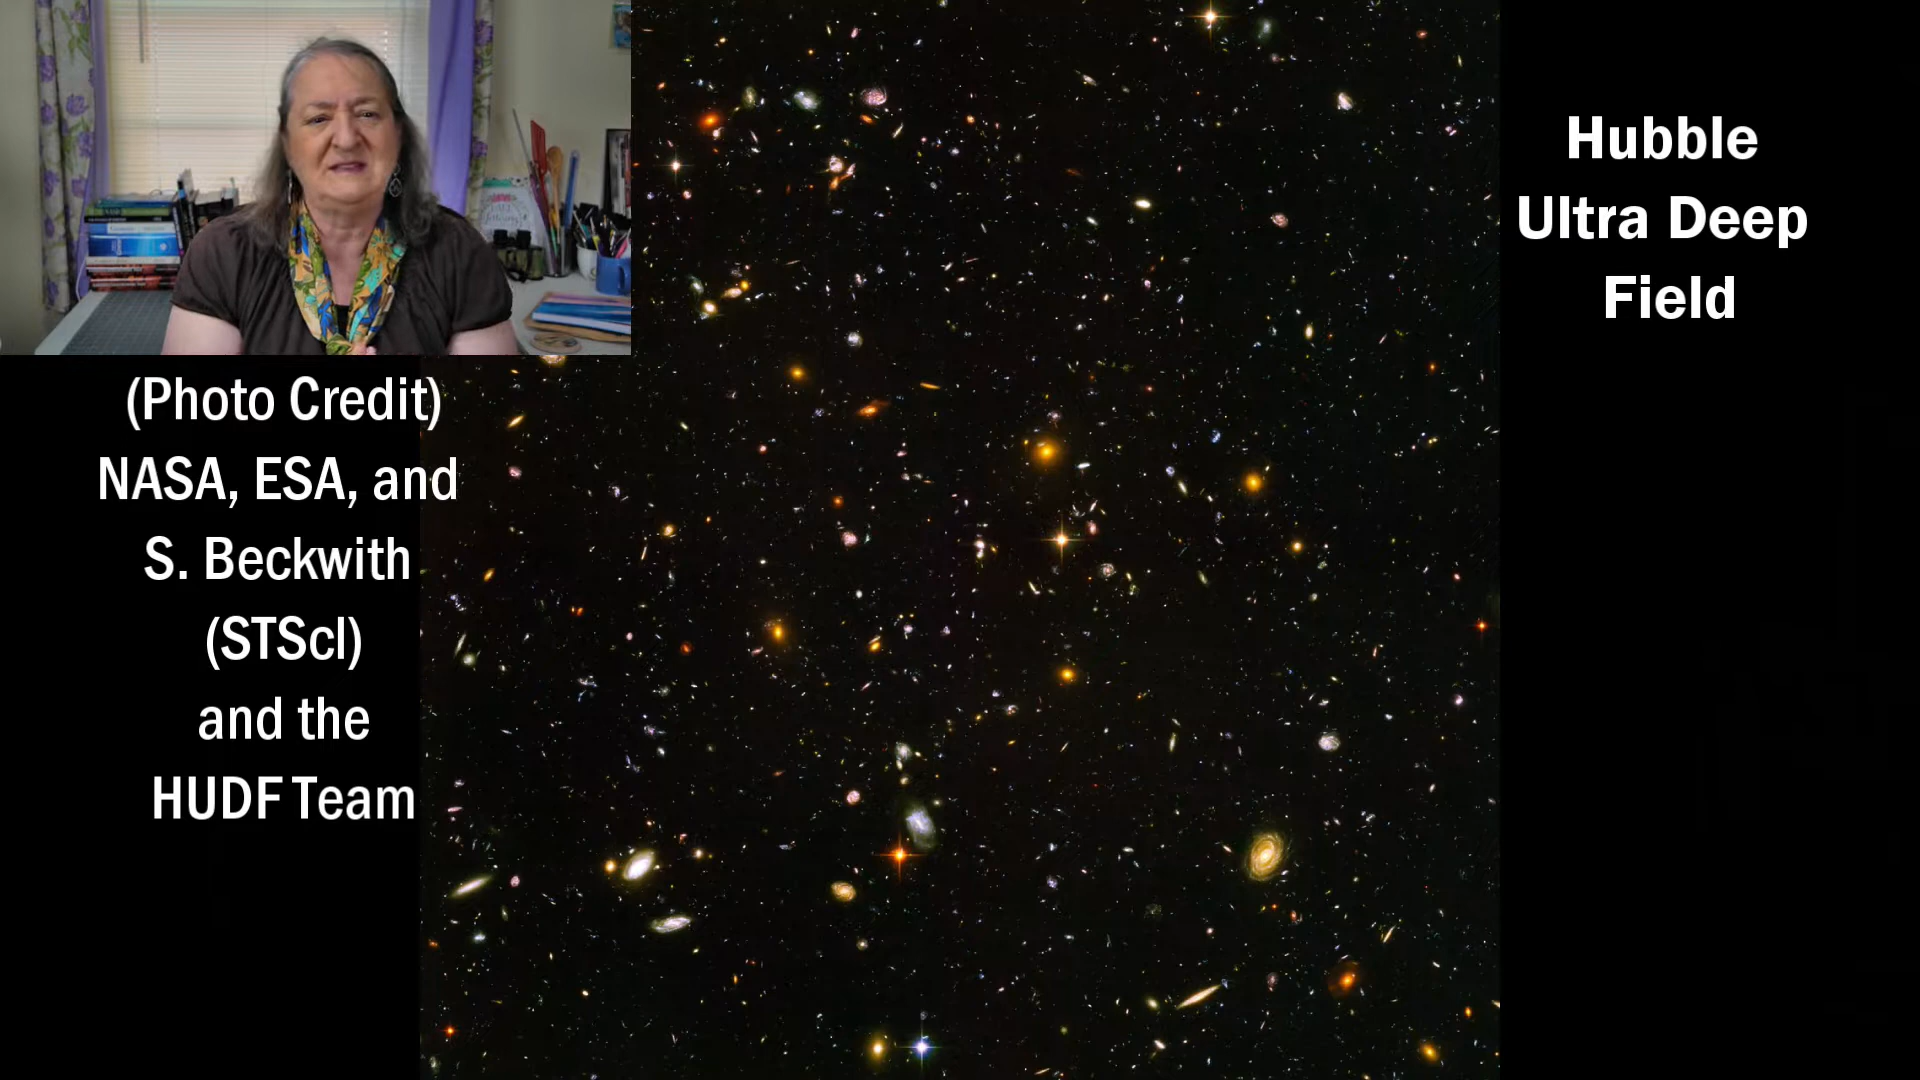 Hubble
Ultra Deep
Field
(Photo Credit)
NASA, ESA, and
S. Beckwith
(STScI)
and the
HUDF Team